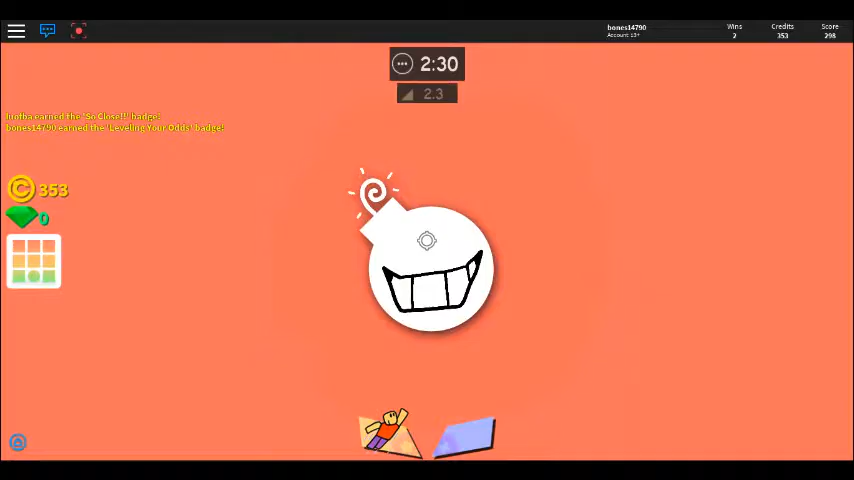 bones14790
Account: 13+
Wins
2
Credits
353
Score
298
2:30
2.3
luofba earned the 'So Close!!' badge!
bones14790 earned the 'Leveling Your Odds' badge!
353
0